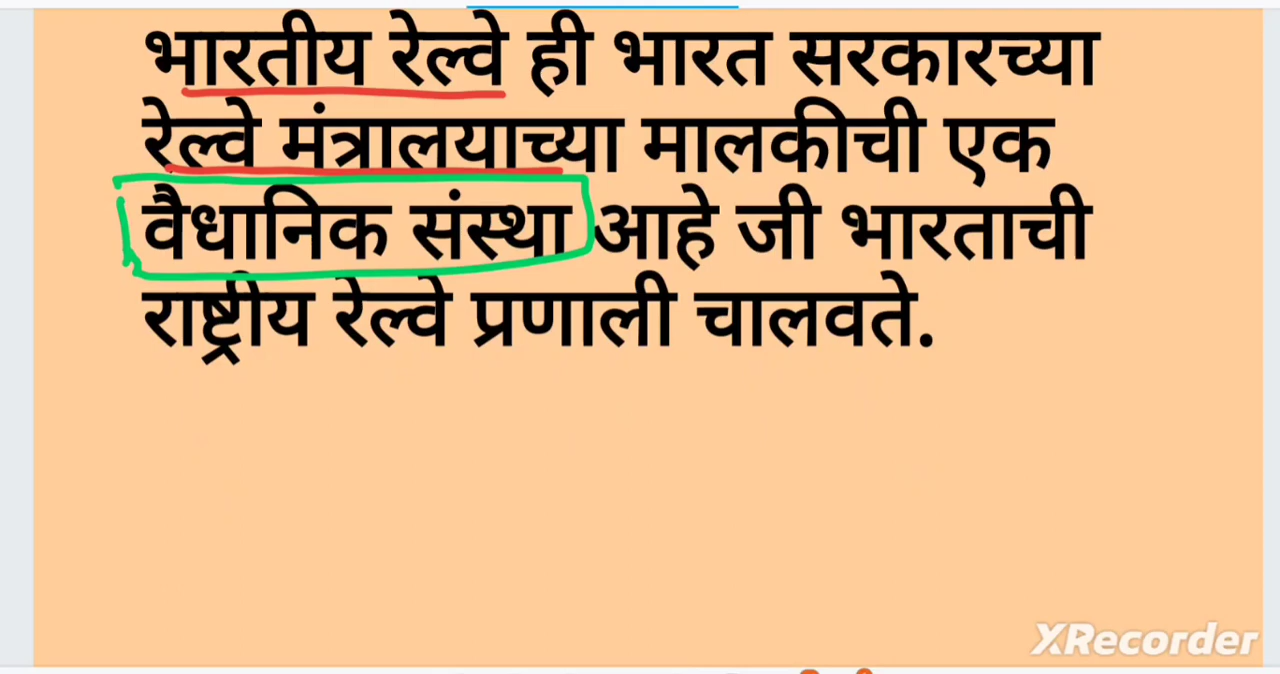 भारतीय रेल्वे ही भारत सरकारच्या
रेल्वे मंत्रालयाच्या मालकीची एक
वैधानिक संस्था आहे जी भारताची
राष्ट्रीय रेल्वे प्रणाली चालवते.
XRecorder